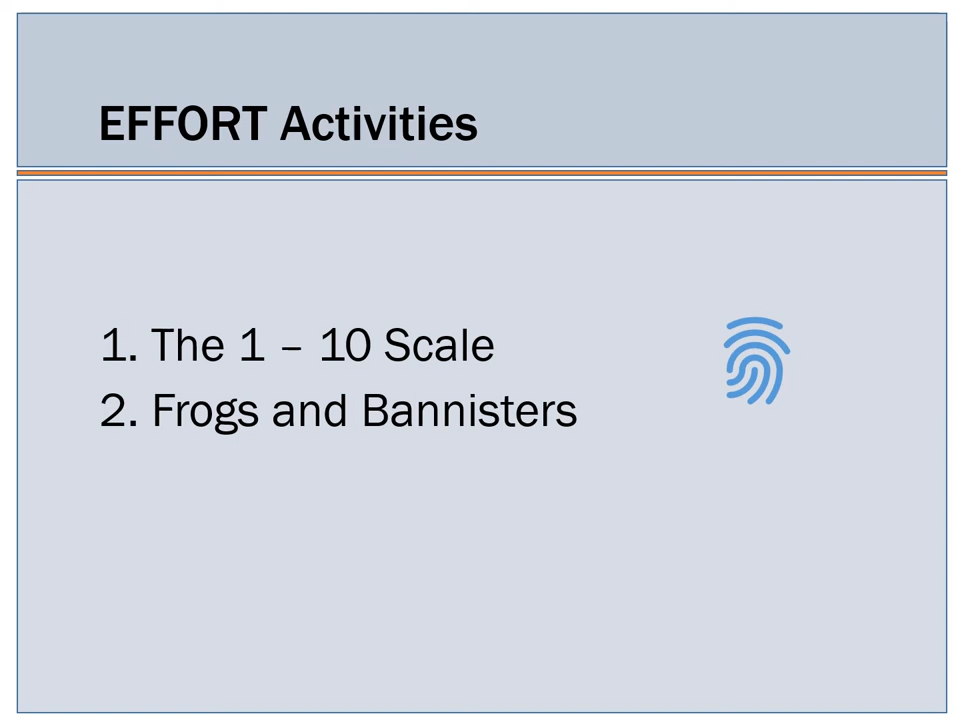 EFFORT Activities
1. The 1 – 10 Scale
2. Frogs and Bannisters